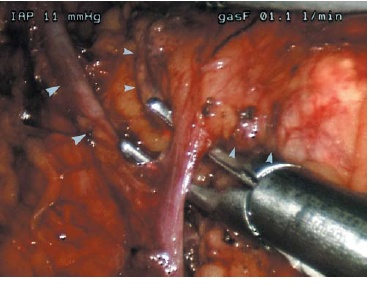 IAP 11 mmHg
gasF 01.1 l/min